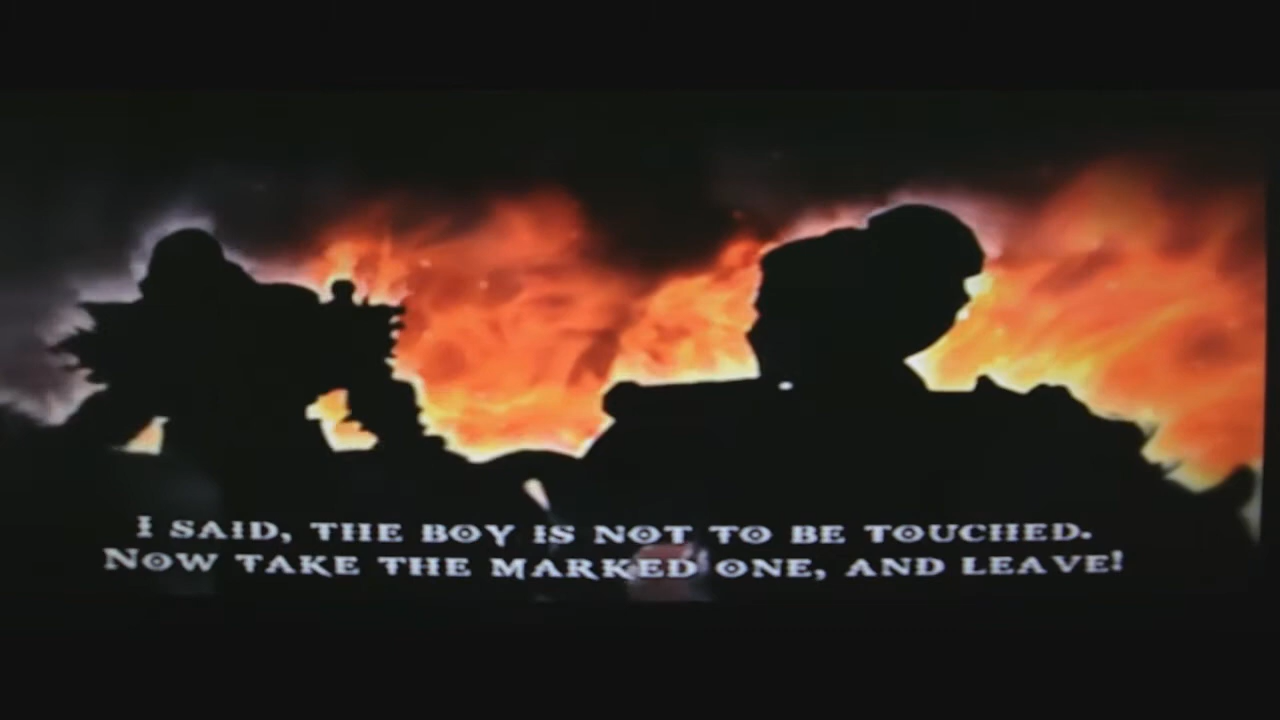 I SAID, THE BOY IS NOT TO BE TOUCHED.
NOW TAKE THE MARKED ONE, AND LEAVE!